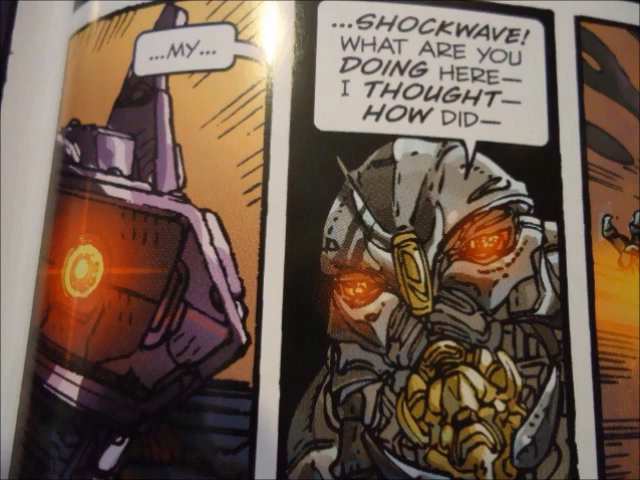 ...MY...
...SHOCKWAVE!
WHAT ARE YOU
DOING HERE—
I THOUGHT—
HOW DID—